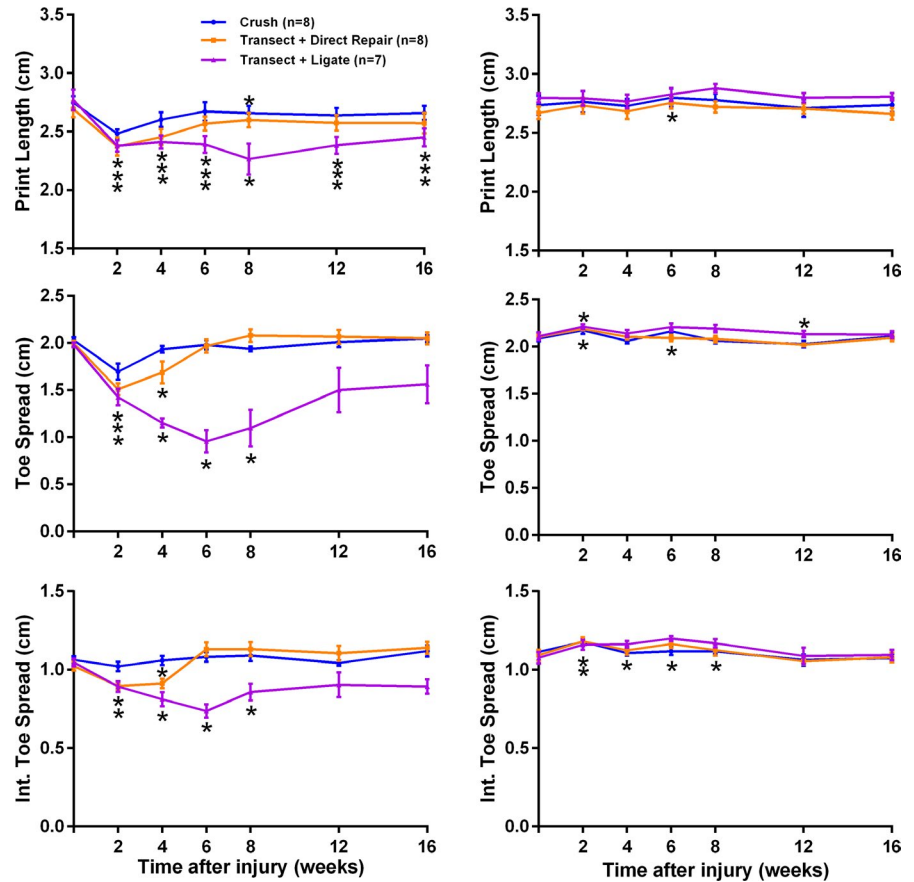 Crush (n=8)
Transect + Direct Repair (n=8)
Transect + Ligate (n=7)
Print Length (cm)
3.5
3.0
2.5
2.0
1.5
2 4 6 8 12 16
* * * * * * * * * * * * * * * * * *
Print Length (cm)
3.5
3.0
2.5
2.0
1.5
2 4 6 8 12 16
*
Toe Spread (cm)
2.5
2.0
1.5
1.0
0.5
0.0
2 4 6 8 12 16
* * * * * * *
Toe Spread (cm)
2.5
2.0
1.5
1.0
0.5
0.0
2 4 6 8 12 16
* * * *
Int. Toe Spread (cm)
1.5
1.0
0.5
0.0
2 4 6 8 12 16
* * * * * *
Time after injury (weeks)
Int. Toe Spread (cm)
1.5
1.0
0.5
0.0
2 4 6 8 12 16
* * * * *
Time after injury (weeks)